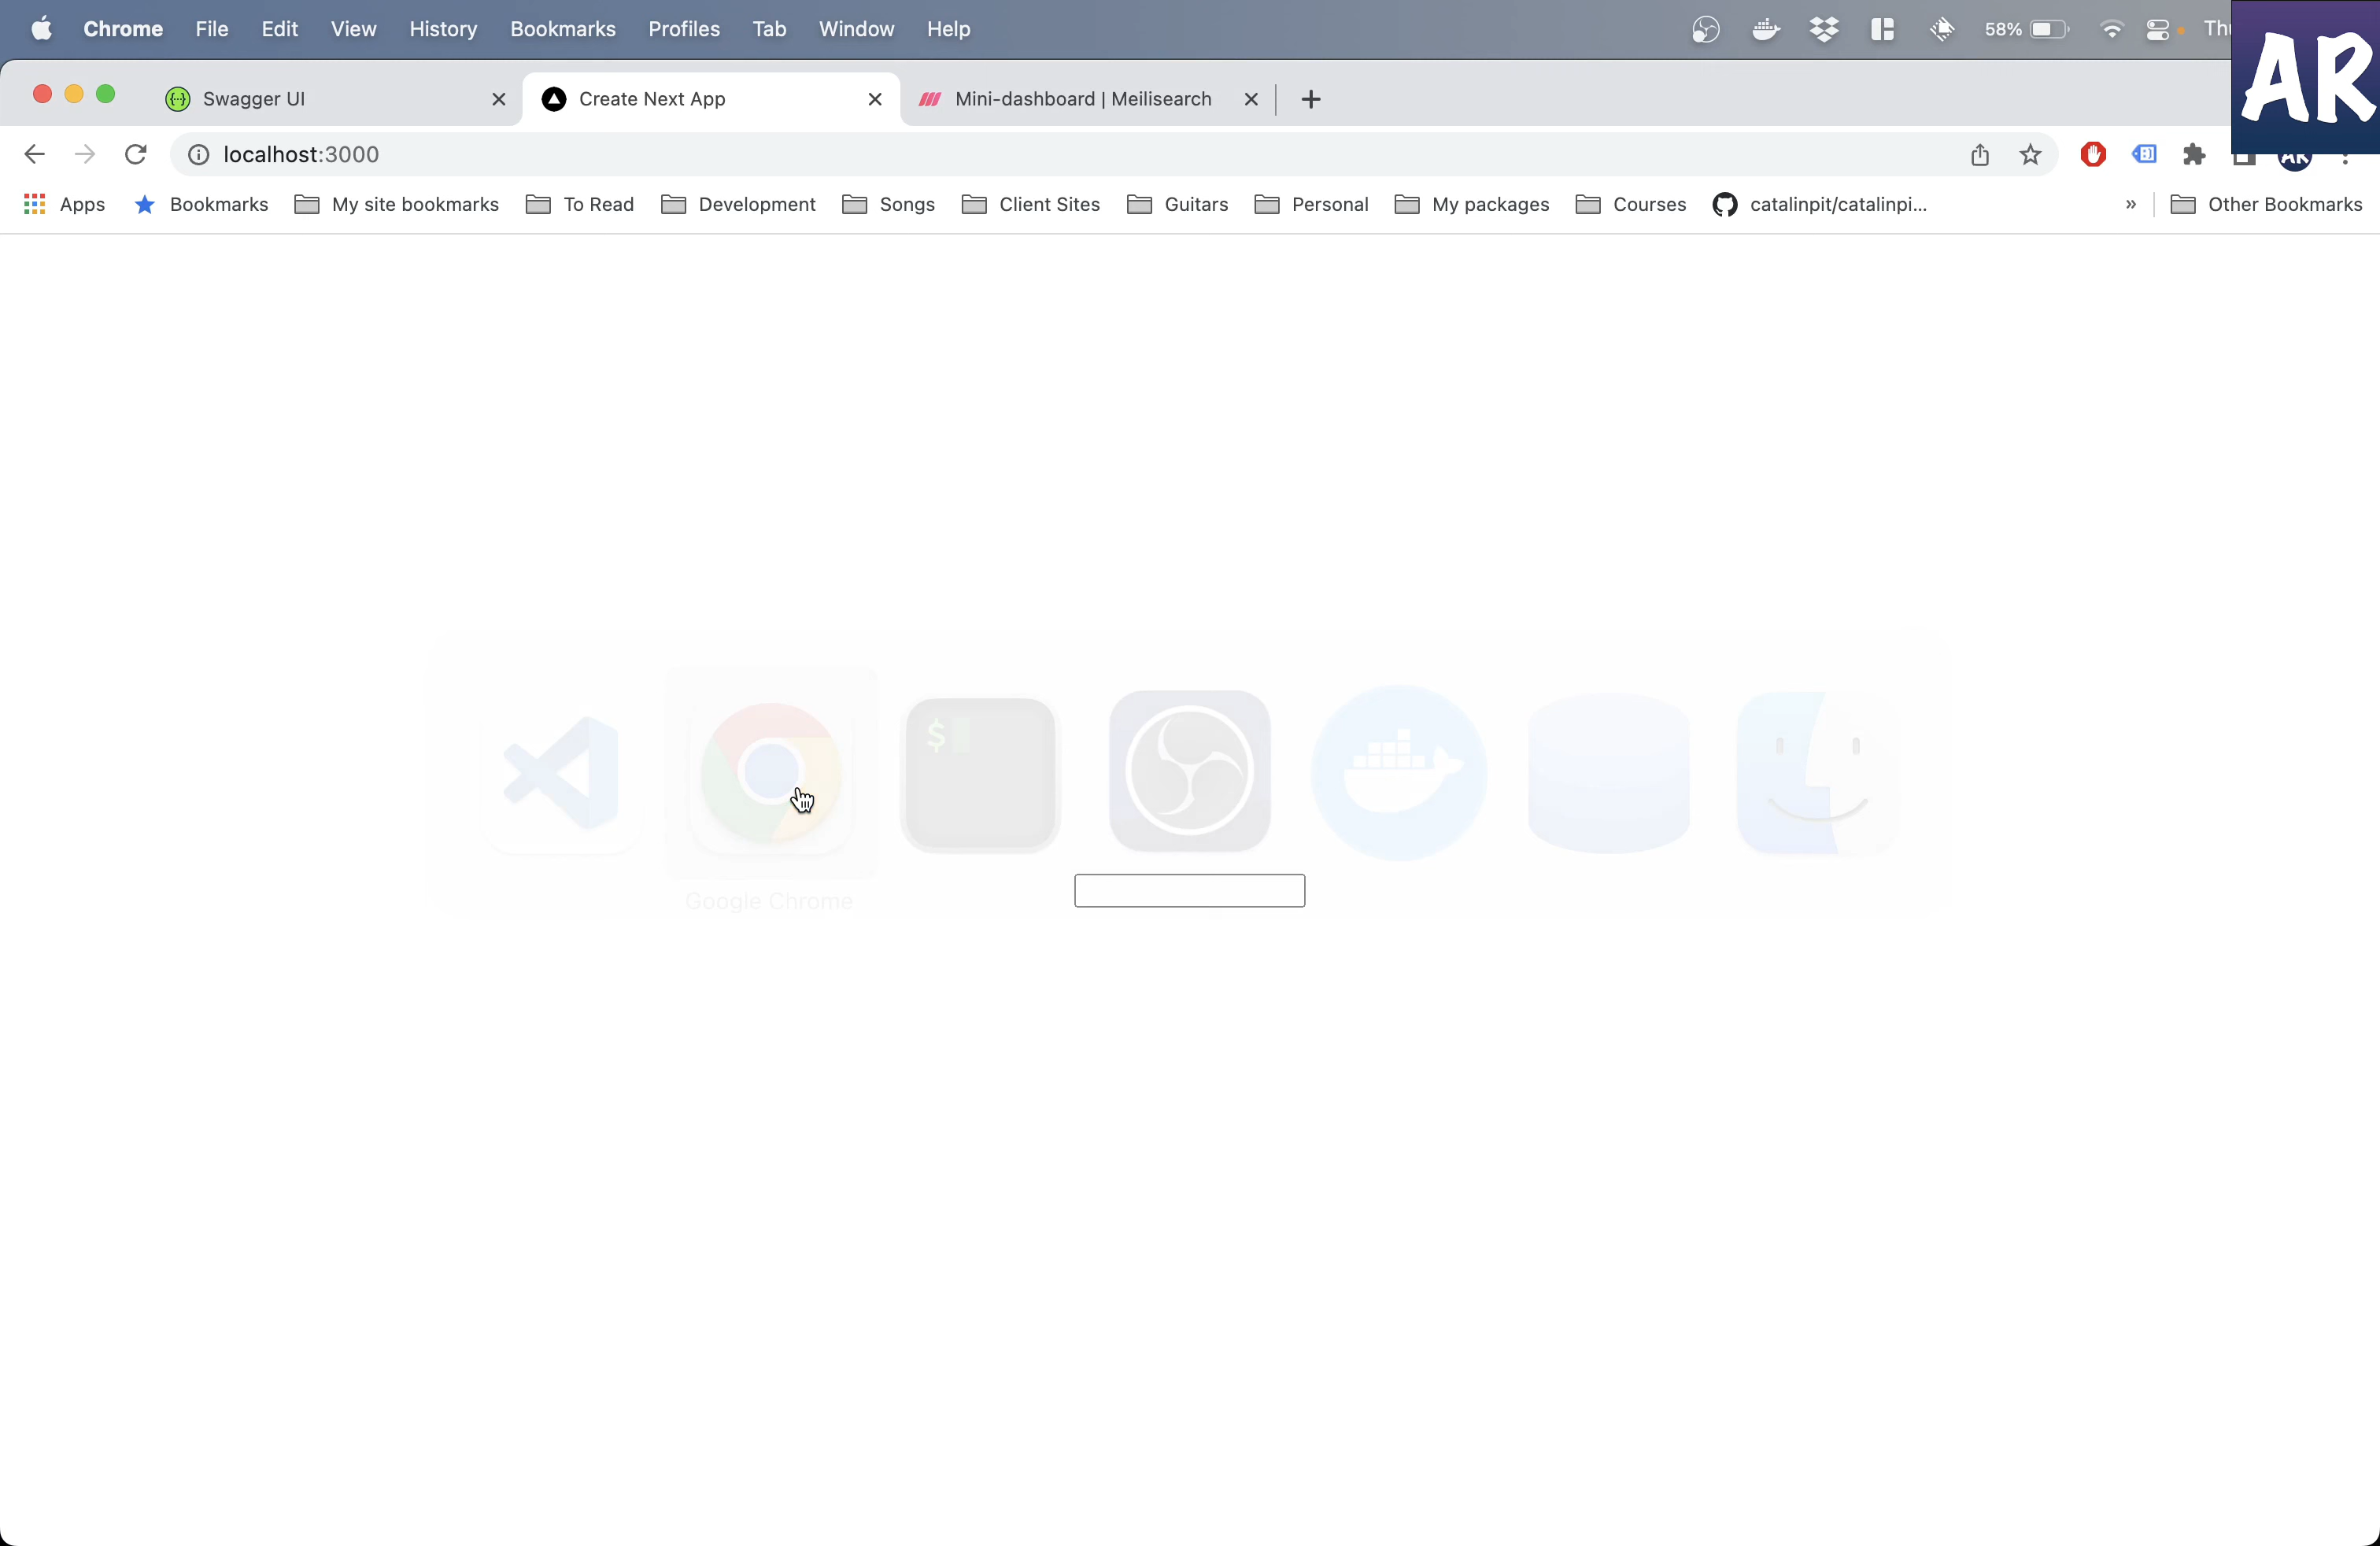 Chrome File Edit View History Bookmarks Profiles Tab Window Help 58%
AR
Swagger UI Create Next App Mini-dashboard | Meilisearch
localhost:3000
Apps Bookmarks My site bookmarks To Read Development Songs Client Sites Guitars Personal My packages Courses catalinpit/catalinpi... » Other Bookmarks
$
Google Chrome